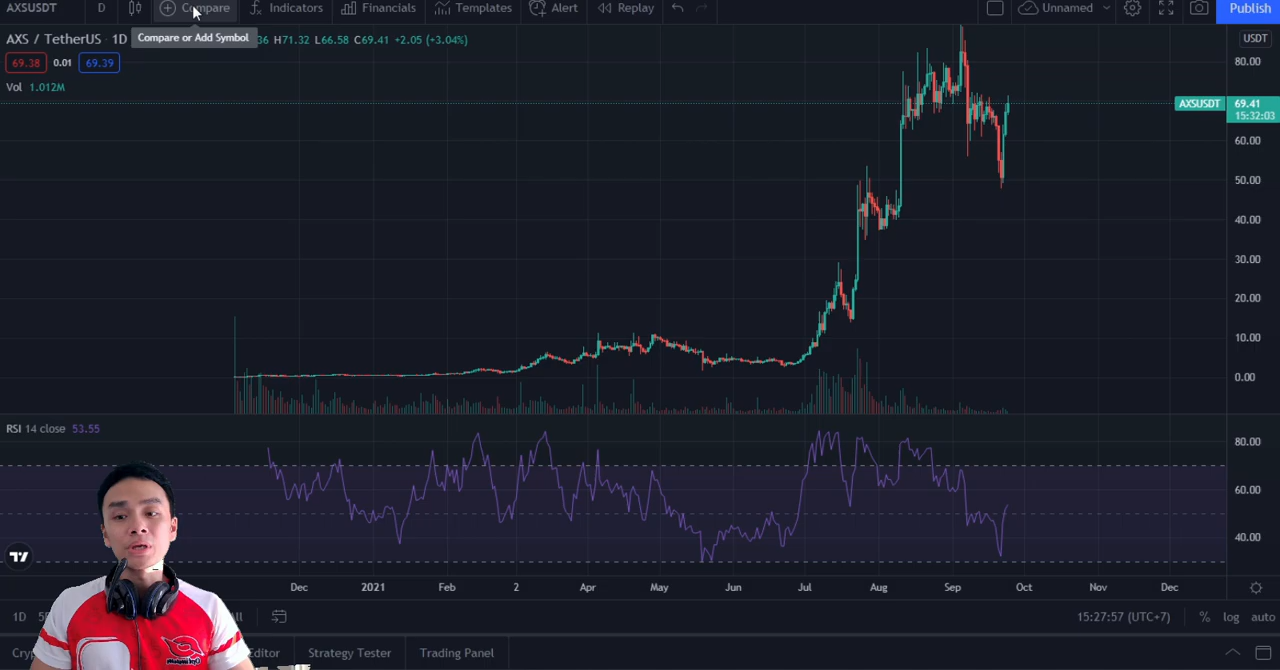 AXSUSDT D Compare Indicators Financials Templates Alert Replay Unnamed Publish
AXS / TetherUS · 1D 36 H71.32 L66.58 C69.41 +2.05 (+3.04%) USDT
Compare or Add Symbol
69.38 0.01 69.39
Vol 1.012M
80.00
AXSUSDT 69.41
15:32:03
60.00
50.00
40.00
30.00
20.00
10.00
0.00
RSI 14 close 53.55
80.00
60.00
40.00
Dec 2021 Feb 2 Apr May Jun Jul Aug Sep Oct Nov Dec
1D 15:27:57 (UTC+7) % log auto
Strategy Tester Trading Panel